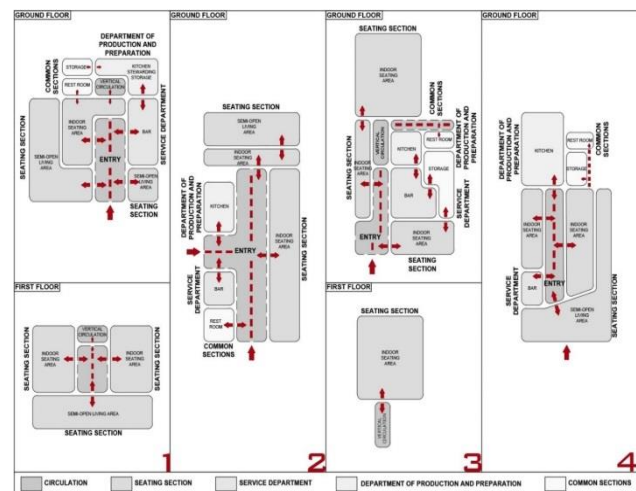 GROUND FLOOR
DEPARTMENT OF
PRODUCTION AND
PREPARATION
COMMON
SECTIONS
STORAGE
REST ROOM
VERTICAL
CIRCULATION
KITCHEN
STEWARDING
STORAGE
SEATING SECTION
INDOOR
SEATING
AREA
BAR
SERVICE DEPARTMENT
ENTRY
SEMI-OPEN
LIVING
AREA
SEMI-OPEN
LIVING
AREA
SEATING
SECTION
FIRST FLOOR
VERTICAL
CIRCULATION
SEATING SECTION
INDOOR
SEATING
AREA
INDOOR
SEATING
AREA
SEATING SECTION
SEMI-OPEN LIVING AREA
SEATING SECTION
1
GROUND FLOOR
SEATING SECTION
SEMI-OPEN
LIVING
AREA
INDOOR
SEATING
AREA
DEPARTMENT OF
PRODUCTION AND
PREPARATION
KITCHEN
ENTRY
INDOOR
SEATING
AREA
SEATING SECTION
SERVICE
DEPARTMENT
BAR
REST
ROOM
COMMON
SECTIONS
2
GROUND FLOOR
SEATING SECTION
INDOOR
SEATING
AREA
COMMON
SECTIONS
VERTICAL
CIRCULATION
REST ROOM
KITCHEN
STORAGE
DEPARTMENT OF
PRODUCTION AND
PREPARATION
SEATING SECTION
INDOOR
SEATING
AREA
BAR
SERVICE
DEPARTMENT
ENTRY
INDOOR
SEATING
AREA
SEATING
SECTION
FIRST FLOOR
SEATING SECTION
INDOOR
SEATING
AREA
VERTICAL
CIRCULATION
3
GROUND FLOOR
DEPARTMENT OF
PRODUCTION AND
PREPARATION
KITCHEN
REST ROOM
STORAGE
COMMON
SECTIONS
INDOOR
SEATING
AREA
INDOOR
SEATING
AREA
SERVICE
DEPARTMENT
BAR
ENTRY
SEMI-OPEN
LIVING
AREA
SEATING SECTION
4
CIRCULATION
SEATING SECTION
SERVICE DEPARTMENT
DEPARTMENT OF PRODUCTION AND PREPARATION
COMMON SECTIONS